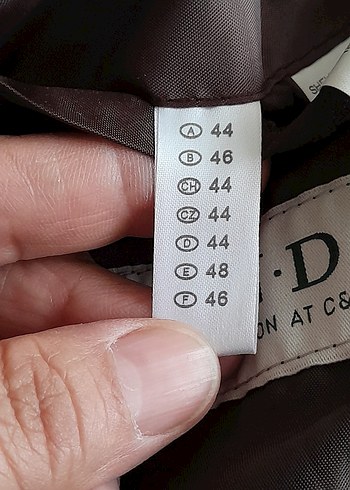 Ⓐ 44
Ⓑ 46
CH 44
CZ 44
Ⓓ 44
Ⓔ 48
Ⓕ 46
·D
ON AT C&